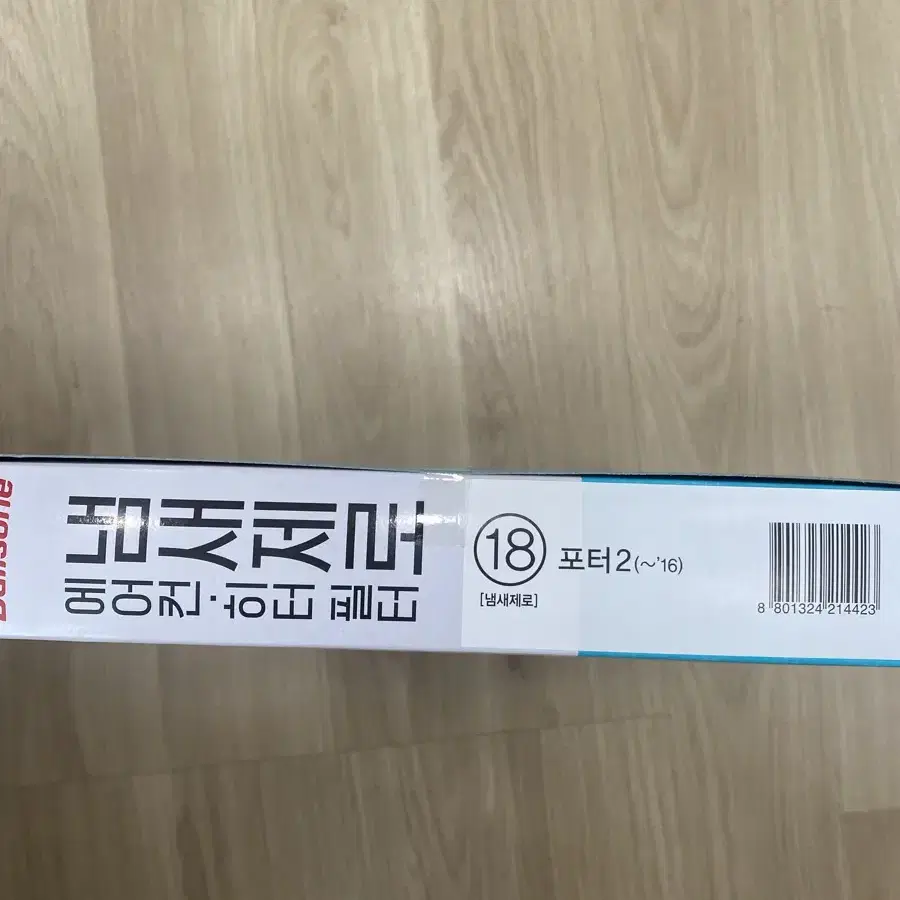 Bullsone
냄새제로
에어컨·히터 필터
18
[냄새제로]
포터2(~'16)
8 801324 214423